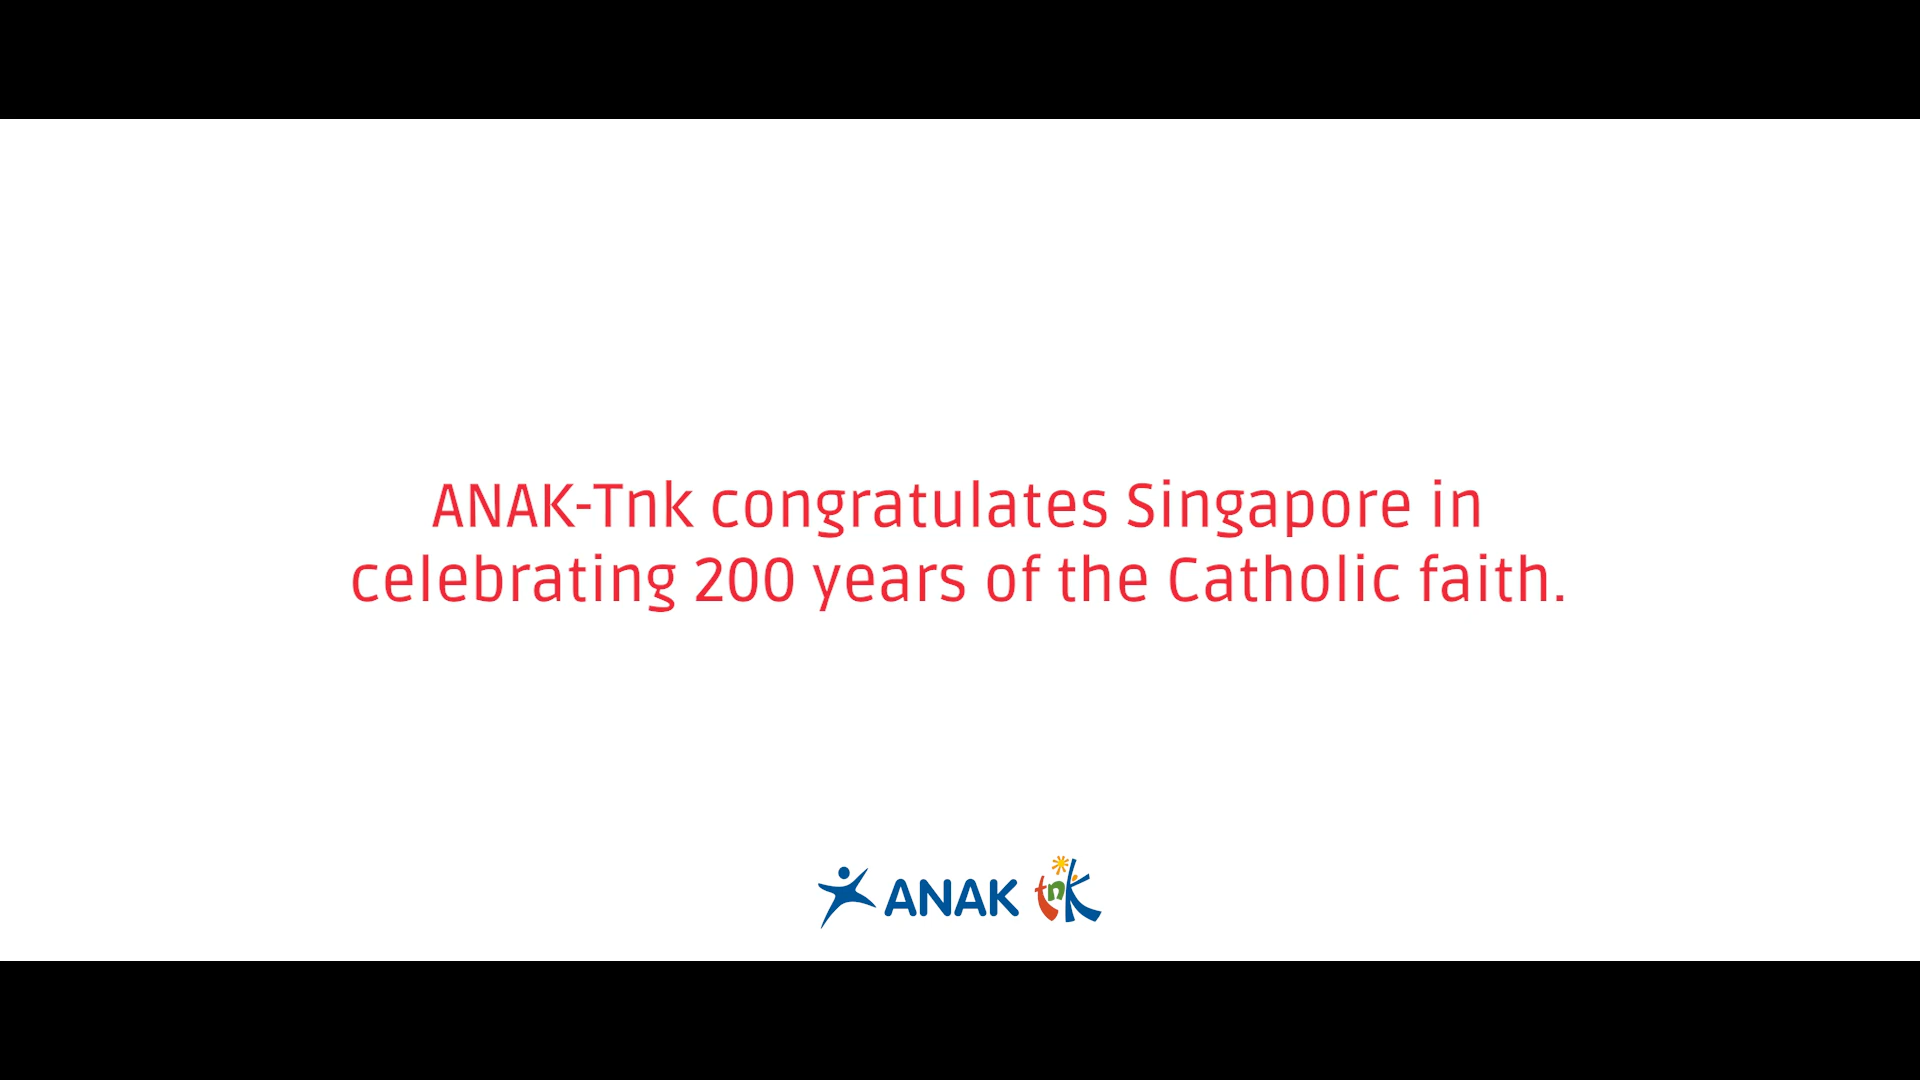 ANAK-Tnk congratulates Singapore in
celebrating 200 years of the Catholic faith.
ANAK tnk